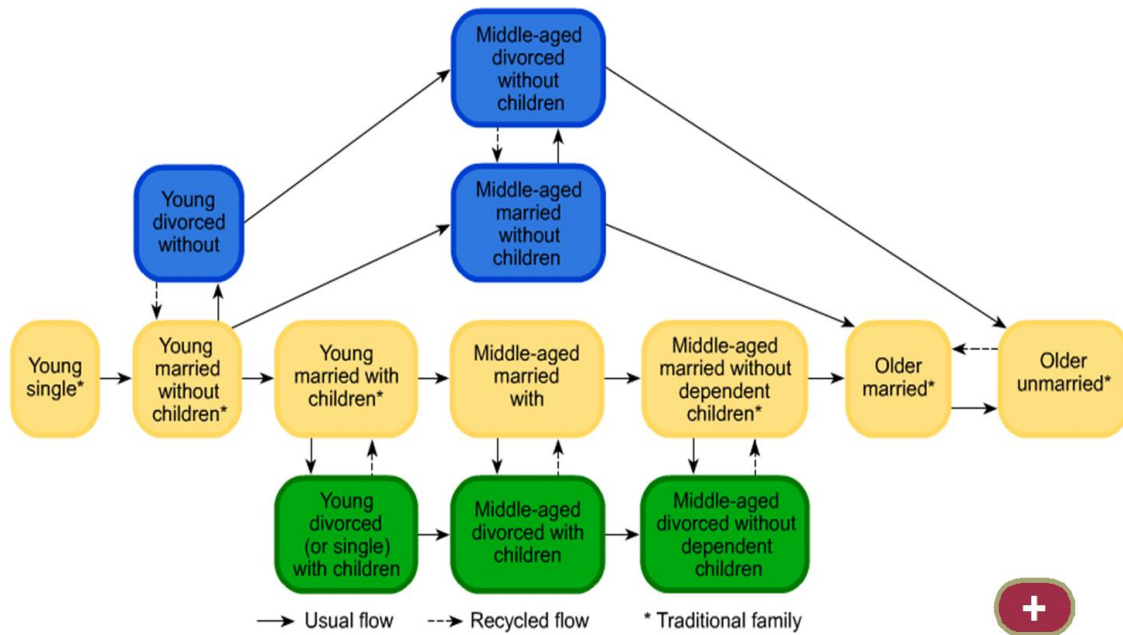 Middle-aged
divorced
without
children
Young
divorced
without
Middle-aged
married
without
children
Young
single*
Young
married
without
children*
Young
married with
children*
Middle-aged
married
with
Middle-aged
married without
dependent
children*
Older
married*
Older
unmarried*
Young
divorced
(or single)
with children
Middle-aged
divorced with
children
Middle-aged
divorced without
dependent
children
Usual flow
Recycled flow
* Traditional family
+